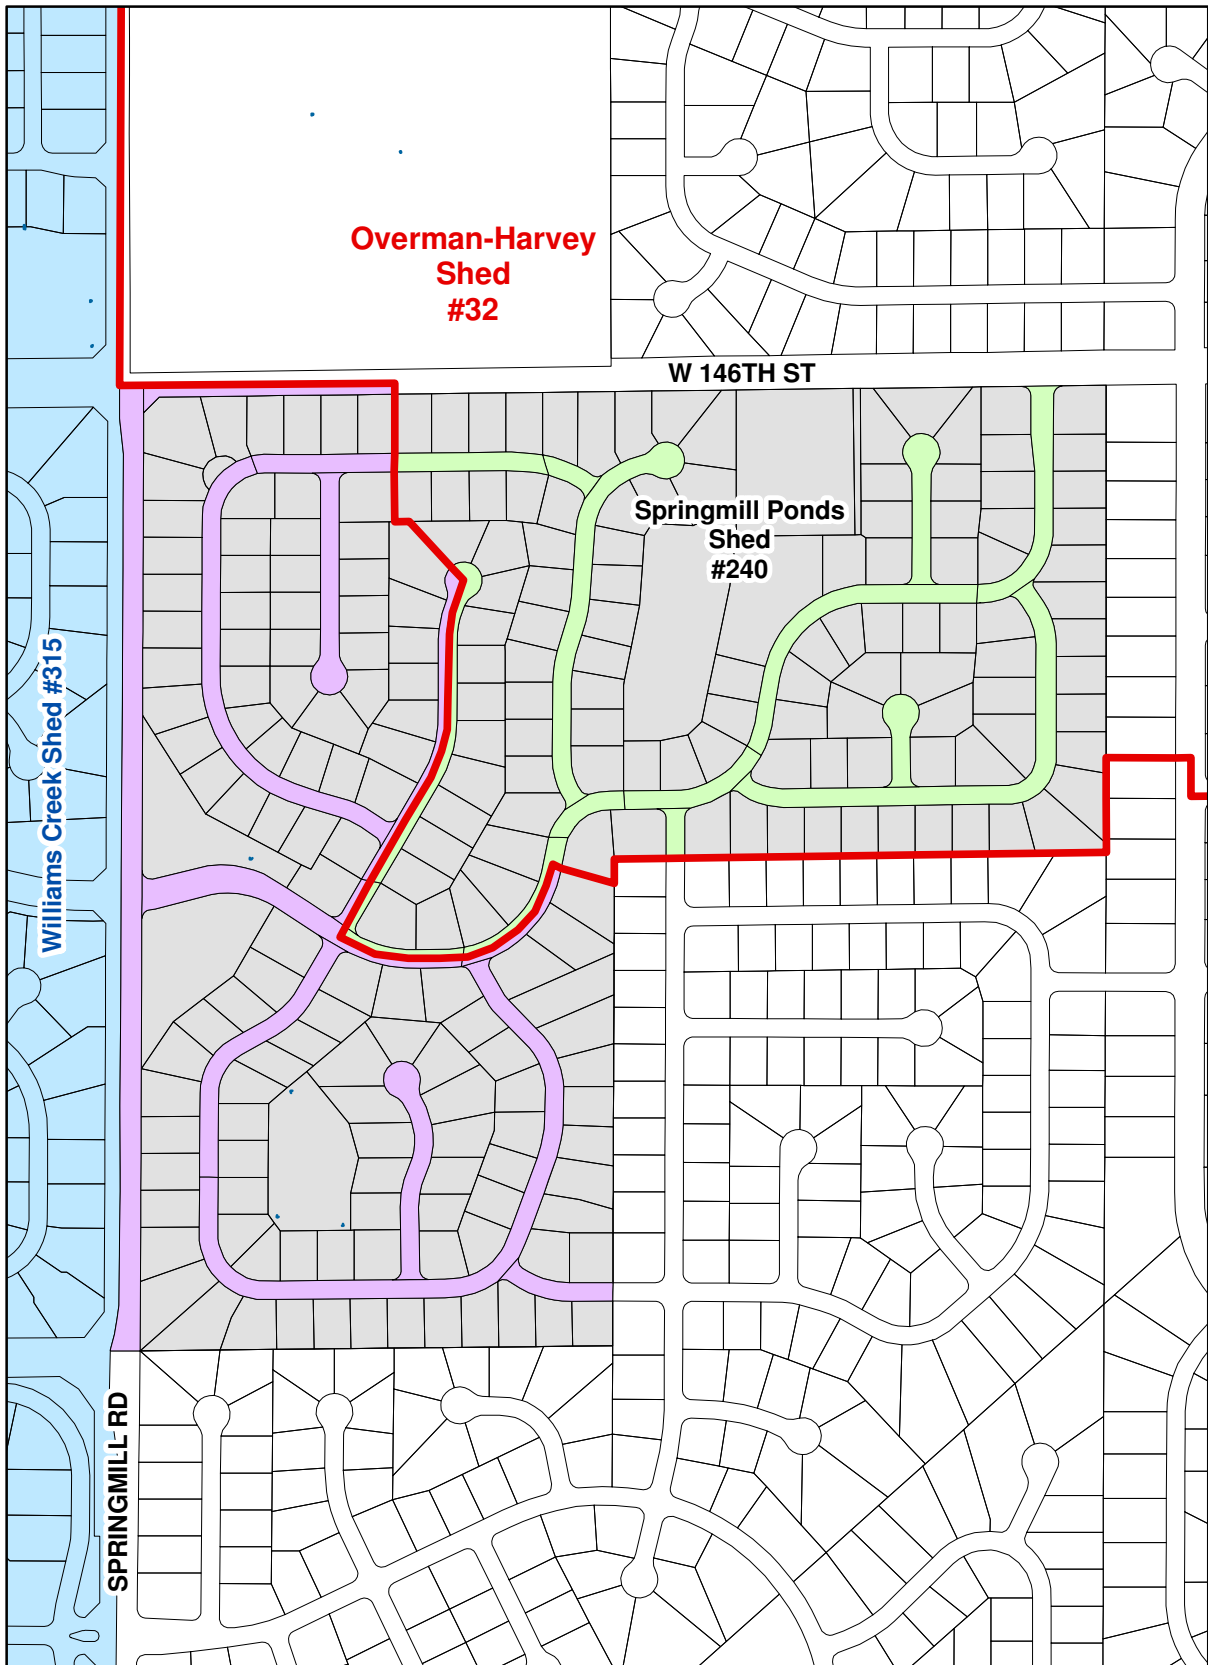 Overman-Harvey
Shed
#32
W 146TH ST
Springmill Ponds
Shed
#240
Williams Creek Shed #315
SPRINGMILL RD